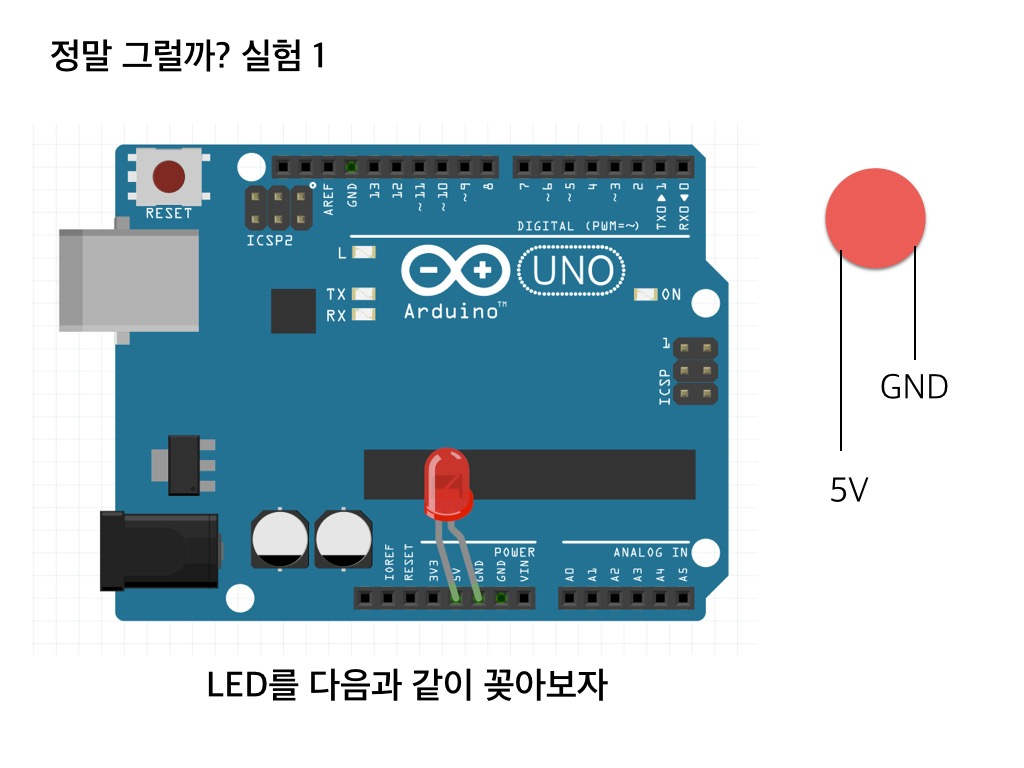 정말 그럴까? 실험 1
RESET
ICSP2
AREF
GND
13
12
~11
~10
~9
8
7
~6
~5
4
~3
2
TX0▶1
RX0◀0
DIGITAL (PWM=~)
L
TX
RX
UNO
Arduino™
ON
1
ICSP
GND
5V
IOREF
RESET
3V3
5V
GND
GND
VIN
POWER
ANALOG IN
A0
A1
A2
A3
A4
A5
LED를 다음과 같이 꽂아보자